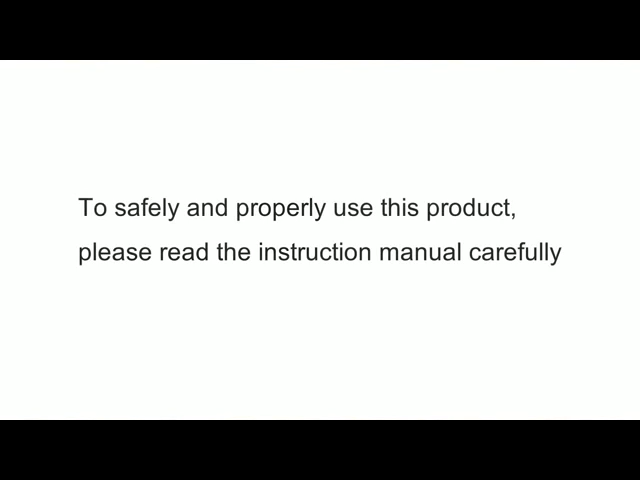 To safely and properly use this product,
please read the instruction manual carefully